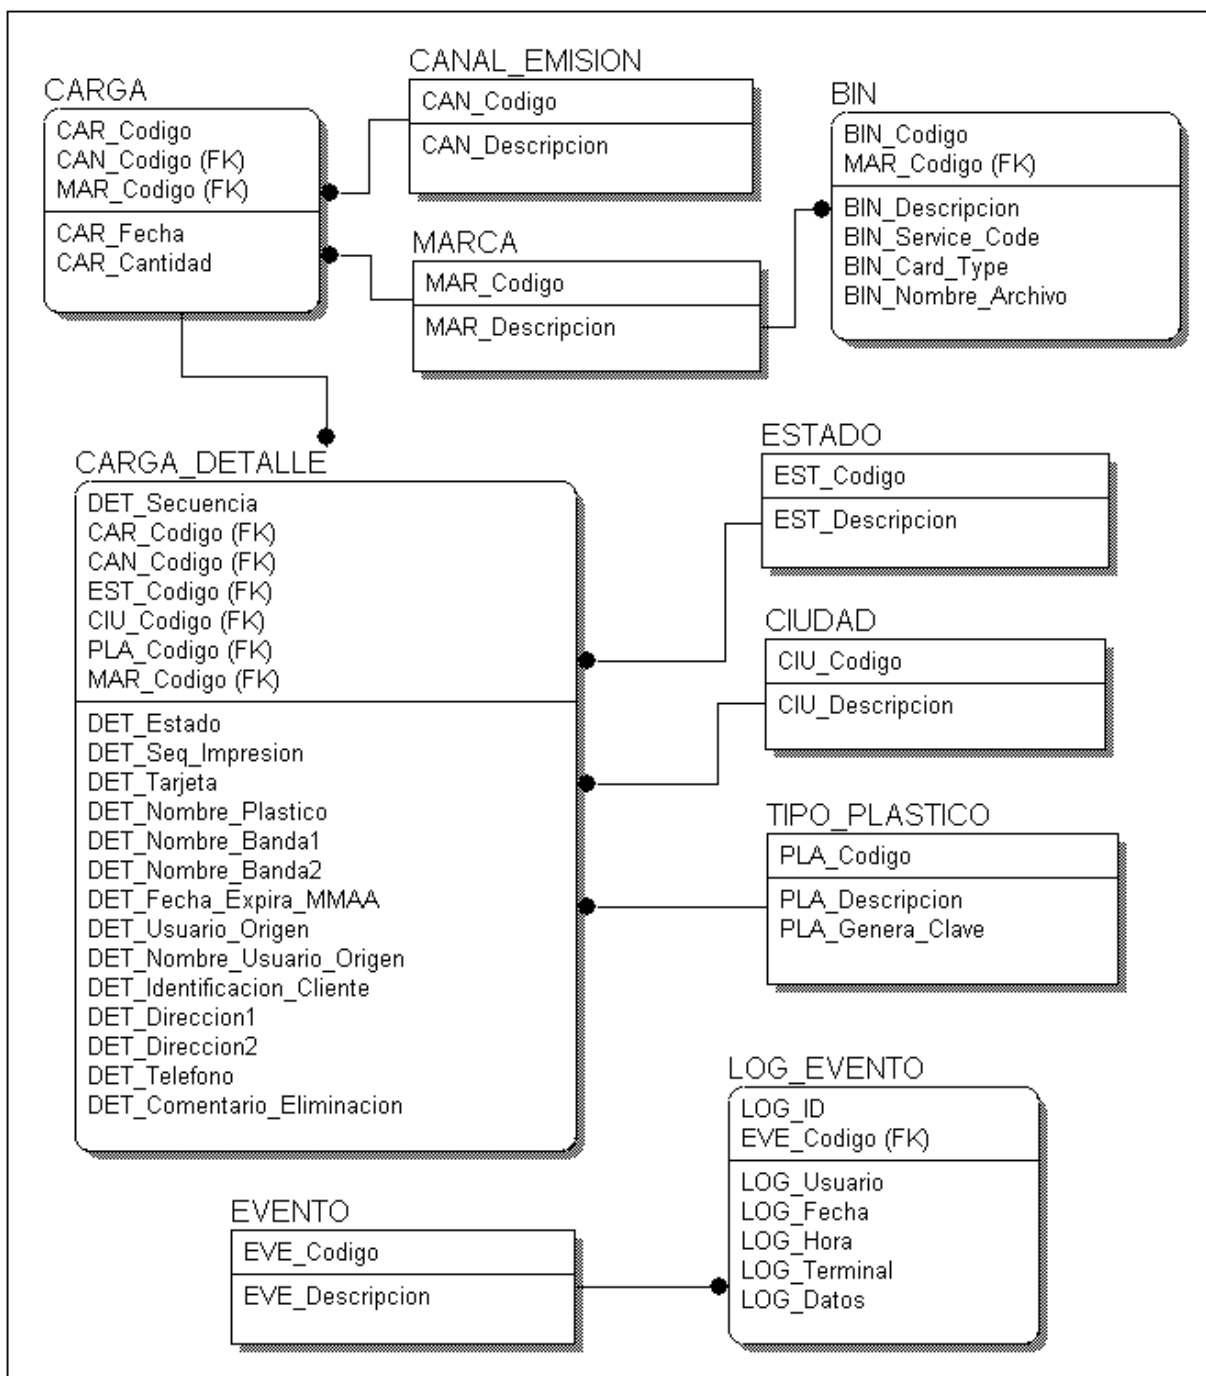 CARGA
CAR_Codigo
CAN_Codigo (FK)
MAR_Codigo (FK)
CAR_Fecha
CAR_Cantidad
CANAL_EMISION
CAN_Codigo
CAN_Descripcion
MARCA
MAR_Codigo
MAR_Descripcion
BIN
BIN_Codigo
MAR_Codigo (FK)
BIN_Descripcion
BIN_Service_Code
BIN_Card_Type
BIN_Nombre_Archivo
CARGA_DETALLE
DET_Secuencia
CAR_Codigo (FK)
CAN_Codigo (FK)
EST_Codigo (FK)
CIU_Codigo (FK)
PLA_Codigo (FK)
MAR_Codigo (FK)
DET_Estado
DET_Seq_Impresion
DET_Tarjeta
DET_Nombre_Plastico
DET_Nombre_Banda1
DET_Nombre_Banda2
DET_Fecha_Expira_MMAA
DET_Usuario_Origen
DET_Nombre_Usuario_Origen
DET_Identificacion_Cliente
DET_Direccion1
DET_Direccion2
DET_Telefono
DET_Comentario_Eliminacion
ESTADO
EST_Codigo
EST_Descripcion
CIUDAD
CIU_Codigo
CIU_Descripcion
TIPO_PLASTICO
PLA_Codigo
PLA_Descripcion
PLA_Genera_Clave
LOG_EVENTO
LOG_ID
EVE_Codigo (FK)
LOG_Usuario
LOG_Fecha
LOG_Hora
LOG_Terminal
LOG_Datos
EVENTO
EVE_Codigo
EVE_Descripcion